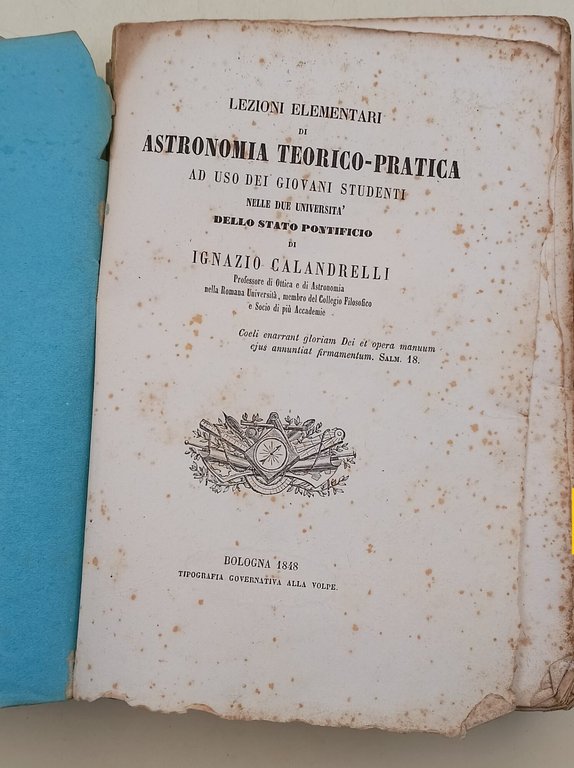 LEZIONI ELEMENTARI
DI
ASTRONOMIA TEORICO-PRATICA
AD USO DEI GIOVANI STUDENTI
NELLE DUE UNIVERSITA'
DELLO STATO PONTIFICIO
DI
IGNAZIO CALANDRELLI
Professore di Ottica e di Astronomia
nella Romana Università, membro del Collegio Filosofico
e Socio di più Accademie
Coeli enarrant gloriam Dei et opera manuum
ejus annuntiat firmamentum. SALM. 18.
BOLOGNA 1848
TIPOGRAFIA GOVERNATIVA ALLA VOLPE.